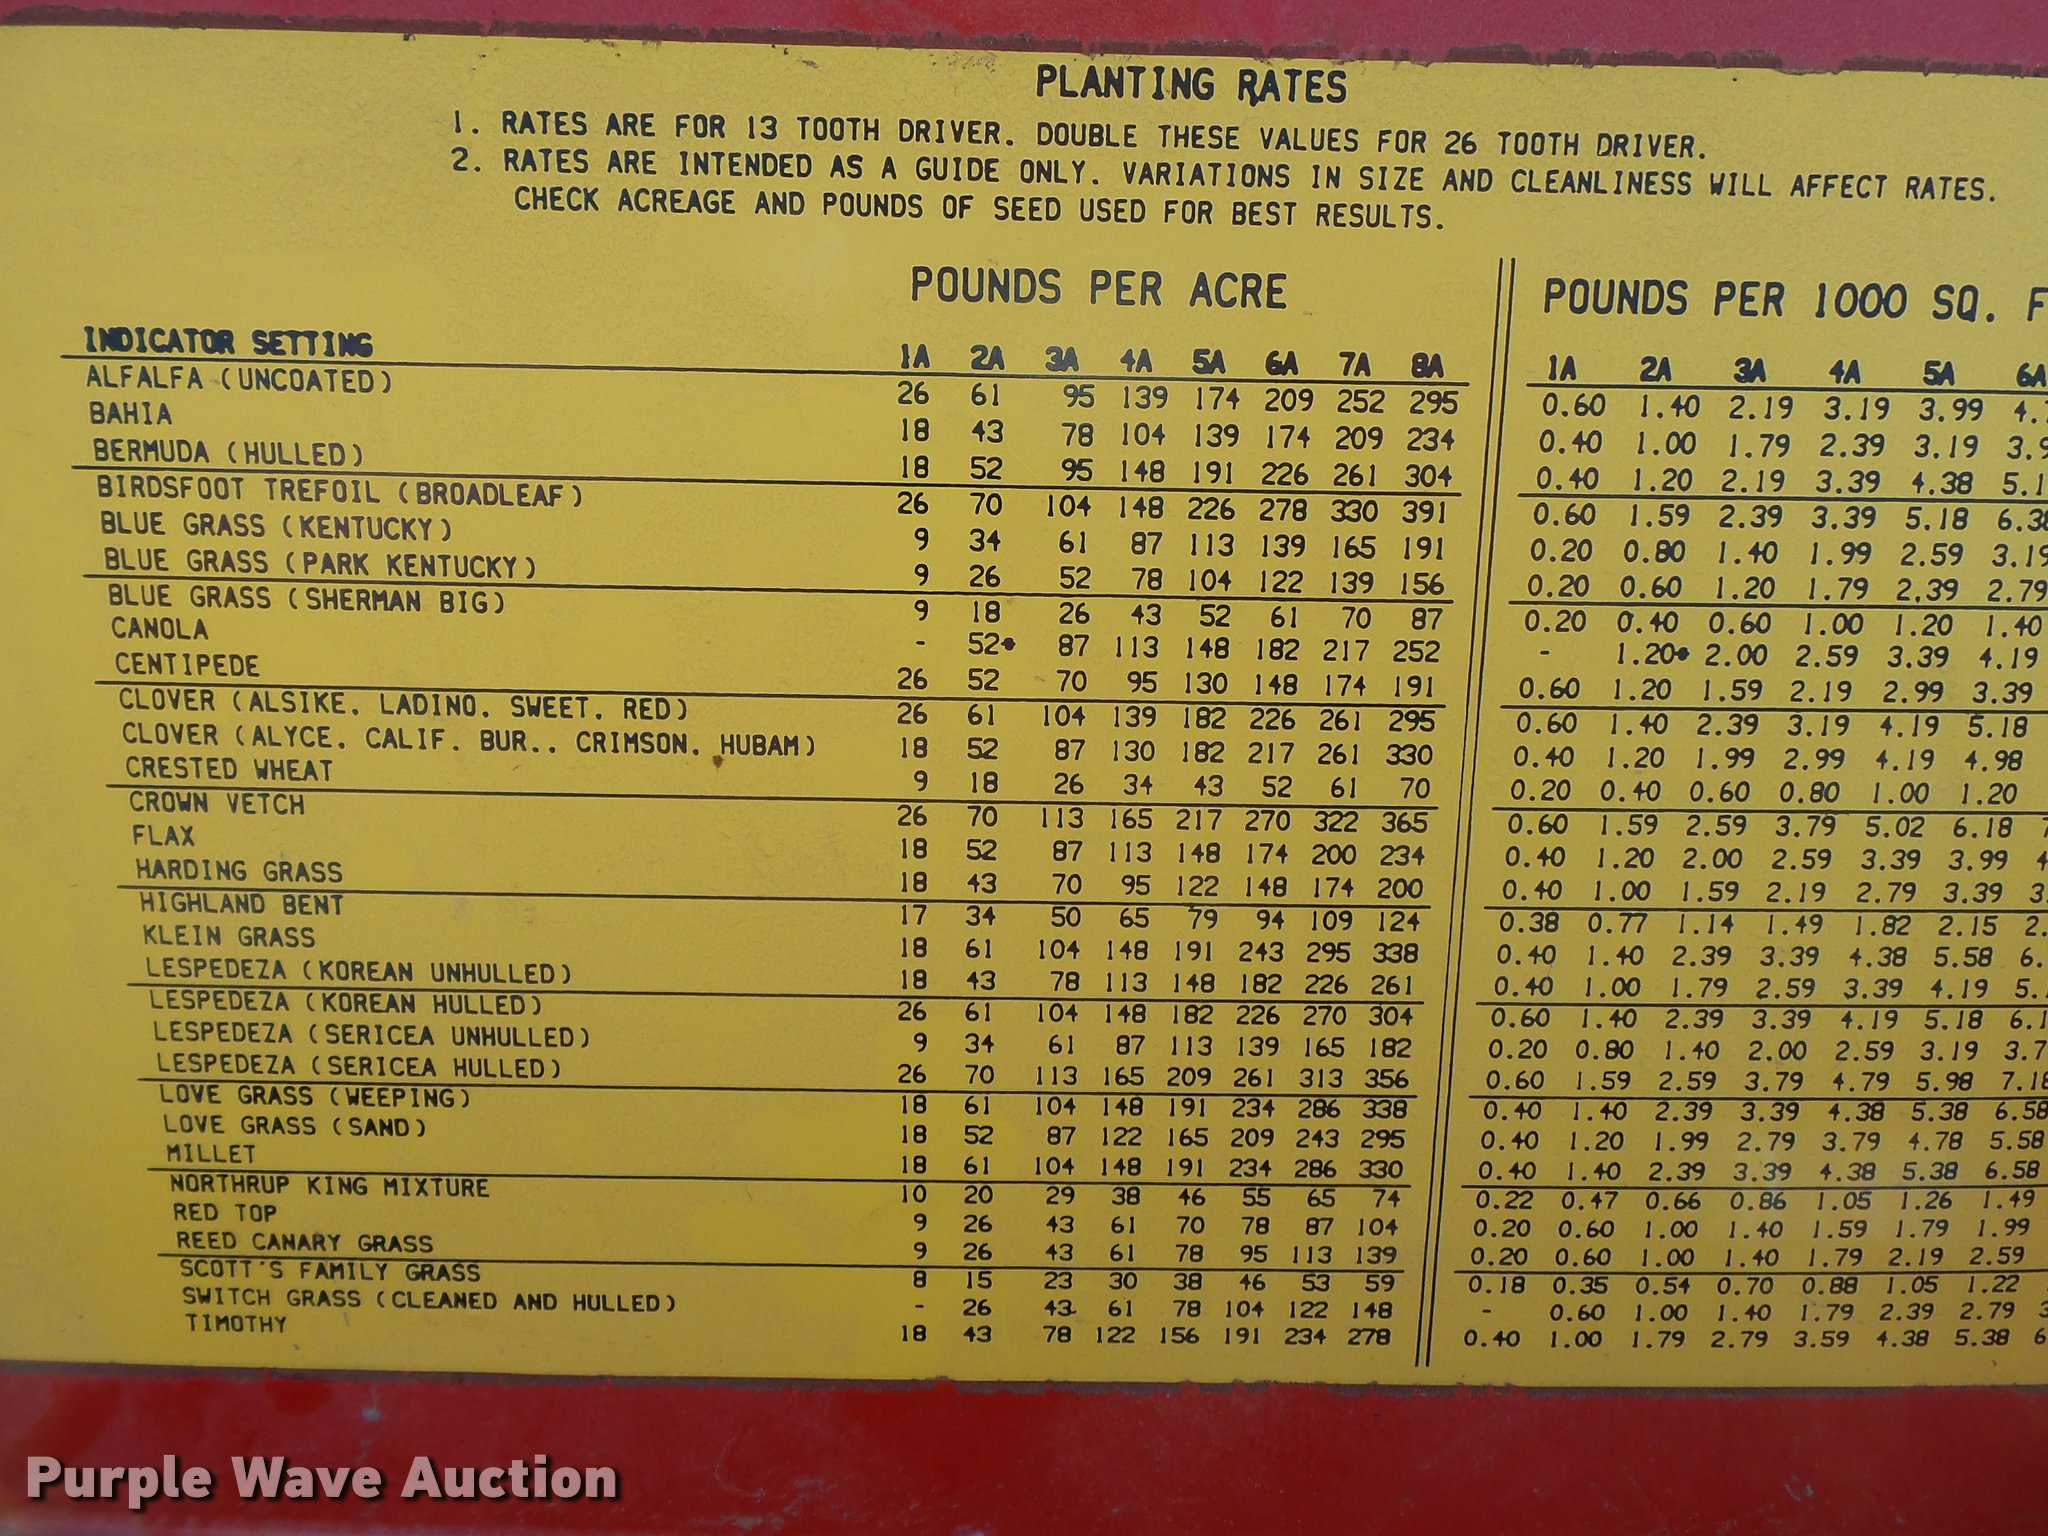 PLANTING RATES
1. RATES ARE FOR 13 TOOTH DRIVER. DOUBLE THESE VALUES FOR 26 TOOTH DRIVER.
2. RATES ARE INTENDED AS A GUIDE ONLY. VARIATIONS IN SIZE AND CLEANLINESS WILL AFFECT RATES.
CHECK ACREAGE AND POUNDS OF SEED USED FOR BEST RESULTS.
POUNDS PER ACRE POUNDS PER 1000 SQ. F
INDICATOR SETTING 1A 2A 3A 4A 5A 6A 7A 8A 1A 2A 3A 4A 5A 6A
ALFALFA (UNCOATED) 26 61 95 139 174 209 252 295 0.60 1.40 2.19 3.19 3.99 4.
BAHIA 18 43 78 104 139 174 209 234 0.40 1.00 1.79 2.39 3.19 3.9
BERMUDA (HULLED) 18 52 95 148 191 226 261 304 0.40 1.20 2.19 3.39 4.38 5.1
BIRDSFOOT TREFOIL (BROADLEAF) 26 70 104 148 226 278 330 391 0.60 1.59 2.39 3.39 5.18 6.38
BLUE GRASS (KENTUCKY) 9 34 61 87 113 139 165 191 0.20 0.80 1.40 1.99 2.59 3.19
BLUE GRASS (PARK KENTUCKY) 9 26 52 78 104 122 139 156 0.20 0.60 1.20 1.79 2.39 2.79
BLUE GRASS (SHERMAN BIG) 9 18 26 43 52 61 70 87 0.20 0.40 0.60 1.00 1.20 1.40
CANOLA - 52* 87 113 148 182 217 252 - 1.20* 2.00 2.59 3.39 4.19
CENTIPEDE 26 52 70 95 130 148 174 191 0.60 1.20 1.59 2.19 2.99 3.39
CLOVER (ALSIKE. LADINO. SWEET. RED) 26 61 104 139 182 226 261 295 0.60 1.40 2.39 3.19 4.19 5.18
CLOVER (ALYCE. CALIF. BUR.. CRIMSON. HUBAM) 18 52 87 130 182 217 261 330 0.40 1.20 1.99 2.99 4.19 4.98
CRESTED WHEAT 9 18 26 34 43 52 61 70 0.20 0.40 0.60 0.80 1.00 1.20
CROWN VETCH 26 70 113 165 217 270 322 365 0.60 1.59 2.59 3.79 5.02 6.18 7
FLAX 18 52 87 113 148 174 200 234 0.40 1.20 2.00 2.59 3.39 3.99 4
HARDING GRASS 18 43 70 95 122 148 174 200 0.40 1.00 1.59 2.19 2.79 3.39 3.
HIGHLAND BENT 17 34 50 65 79 94 109 124 0.38 0.77 1.14 1.49 1.82 2.15 2.
KLEIN GRASS 18 61 104 148 191 243 295 338 0.40 1.40 2.39 3.39 4.38 5.58 6.
LESPEDEZA (KOREAN UNHULLED) 18 43 78 113 148 182 226 261 0.40 1.00 1.79 2.59 3.39 4.19 5.
LESPEDEZA (KOREAN HULLED) 26 61 104 148 182 226 270 304 0.60 1.40 2.39 3.39 4.19 5.18 6.1
LESPEDEZA (SERICEA UNHULLED) 9 34 61 87 113 139 165 182 0.20 0.80 1.40 2.00 2.59 3.19 3.7
LESPEDEZA (SERICEA HULLED) 26 70 113 165 209 261 313 356 0.60 1.59 2.59 3.79 4.79 5.98 7.18
LOVE GRASS (WEEPING) 18 61 104 148 191 234 286 338 0.40 1.40 2.39 3.39 4.38 5.38 6.58
LOVE GRASS (SAND) 18 52 87 122 165 209 243 295 0.40 1.20 1.99 2.79 3.79 4.78 5.58
MILLET 18 61 104 148 191 234 286 330 0.40 1.40 2.39 3.39 4.38 5.38 6.58
NORTHRUP KING MIXTURE 10 20 29 38 46 55 65 74 0.22 0.47 0.66 0.86 1.05 1.26 1.49
RED TOP 9 26 43 61 70 78 87 104 0.20 0.60 1.00 1.40 1.59 1.79 1.99
REED CANARY GRASS 9 26 43 61 78 95 113 139 0.20 0.60 1.00 1.40 1.79 2.19 2.59
SCOTT'S FAMILY GRASS 8 15 23 30 38 46 53 59 0.18 0.35 0.54 0.70 0.88 1.05 1.22
SWITCH GRASS (CLEANED AND HULLED) - 26 43 61 78 104 122 148 - 0.60 1.00 1.40 1.79 2.39 2.79 3
TIMOTHY 18 43 78 122 156 191 234 278 0.40 1.00 1.79 2.79 3.59 4.38 5.38 6
Purple Wave Auction